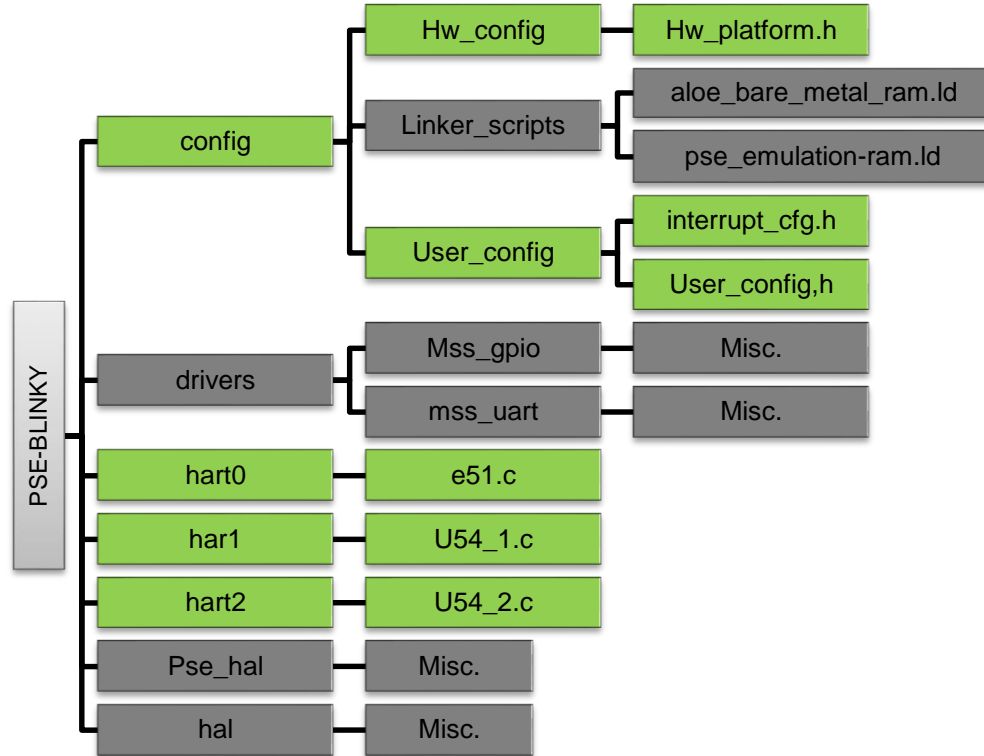 PSE-BLINKY
config
Hw_config
Hw_platform.h
Linker_scripts
aloe_bare_metal_ram.ld
pse_emulation-ram.ld
User_config
interrupt_cfg.h
User_config,h
drivers
Mss_gpio
Misc.
mss_uart
Misc.
hart0
e51.c
har1
U54_1.c
hart2
U54_2.c
Pse_hal
Misc.
hal
Misc.